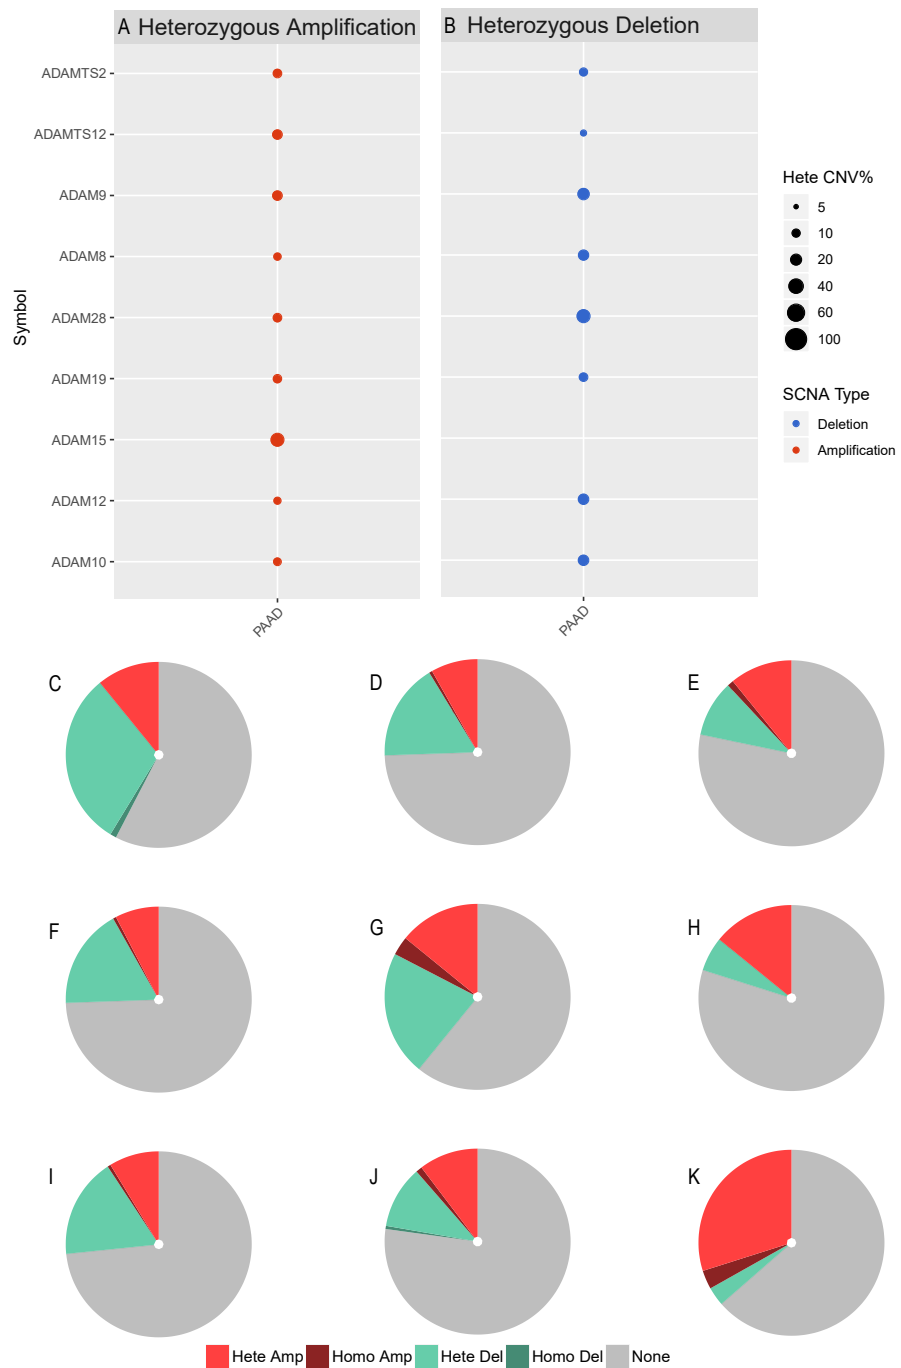 A Heterozygous Amplification
B Heterozygous Deletion
Symbol
ADAMTS2
ADAMTS12
ADAM9
ADAM8
ADAM28
ADAM19
ADAM15
ADAM12
ADAM10
PAAD
PAAD
Hete CNV%
5
10
20
40
60
100
SCNA Type
Deletion
Amplification
C
D
E
F
G
H
I
J
K
Hete Amp Homo Amp Hete Del Homo Del None